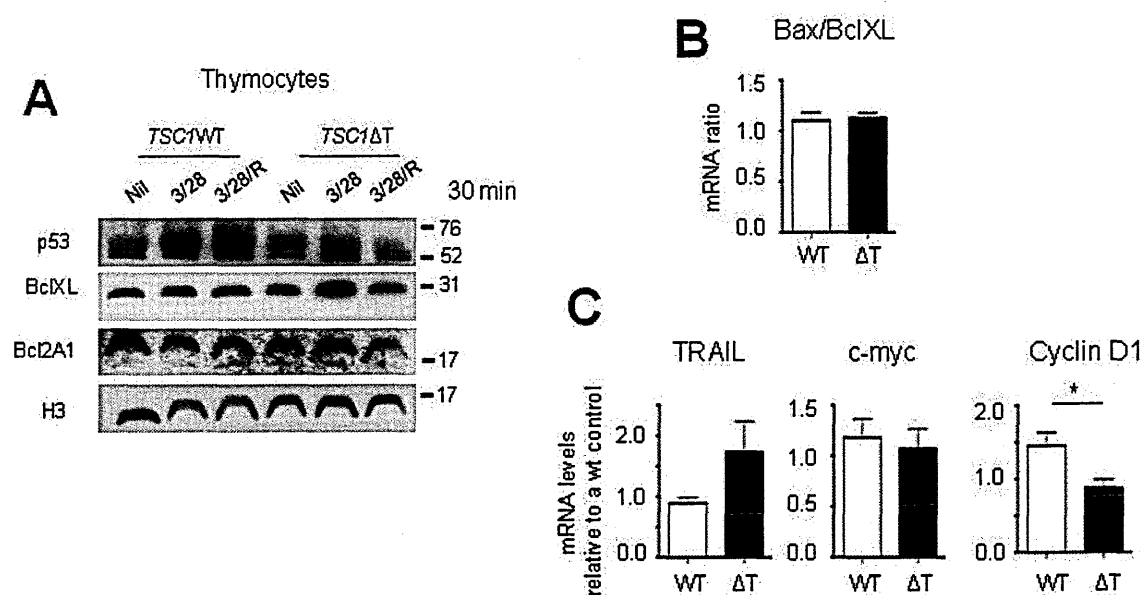 A
Thymocytes
TSC1WT TSC1ΔT
Nil 3/28 3/28/R Nil 3/28 3/28/R 30 min
p53 76
52
BclXL 31
Bcl2A1 17
H3 17
B
Bax/BclXL
mRNA ratio
1.5
1.0
0.5
0.0
WT ΔT
C
TRAIL c-myc Cyclin D1
mRNA levels
relative to a wt control
2.0
1.0
0.0
WT ΔT
1.5
1.0
0.5
0.0
WT ΔT
*
2.0
1.0
0.0
WT ΔT